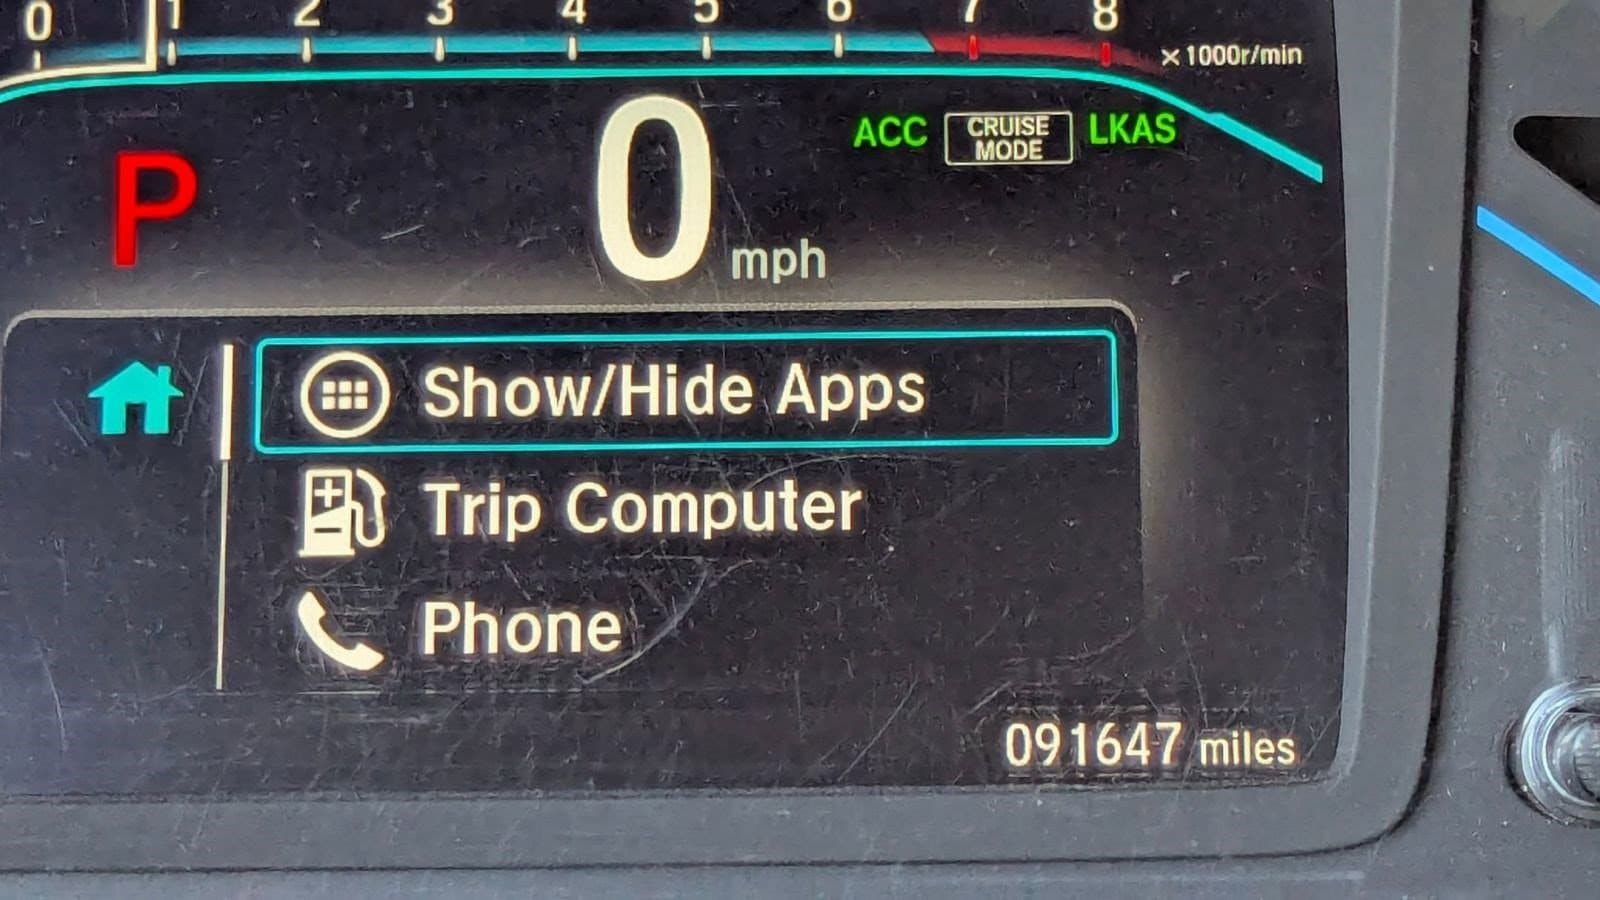 0 1 2 3 4 5 6 7 8
x1000r/min
P
0 mph
ACC CRUISE MODE LKAS
Show/Hide Apps
Trip Computer
Phone
091647 miles